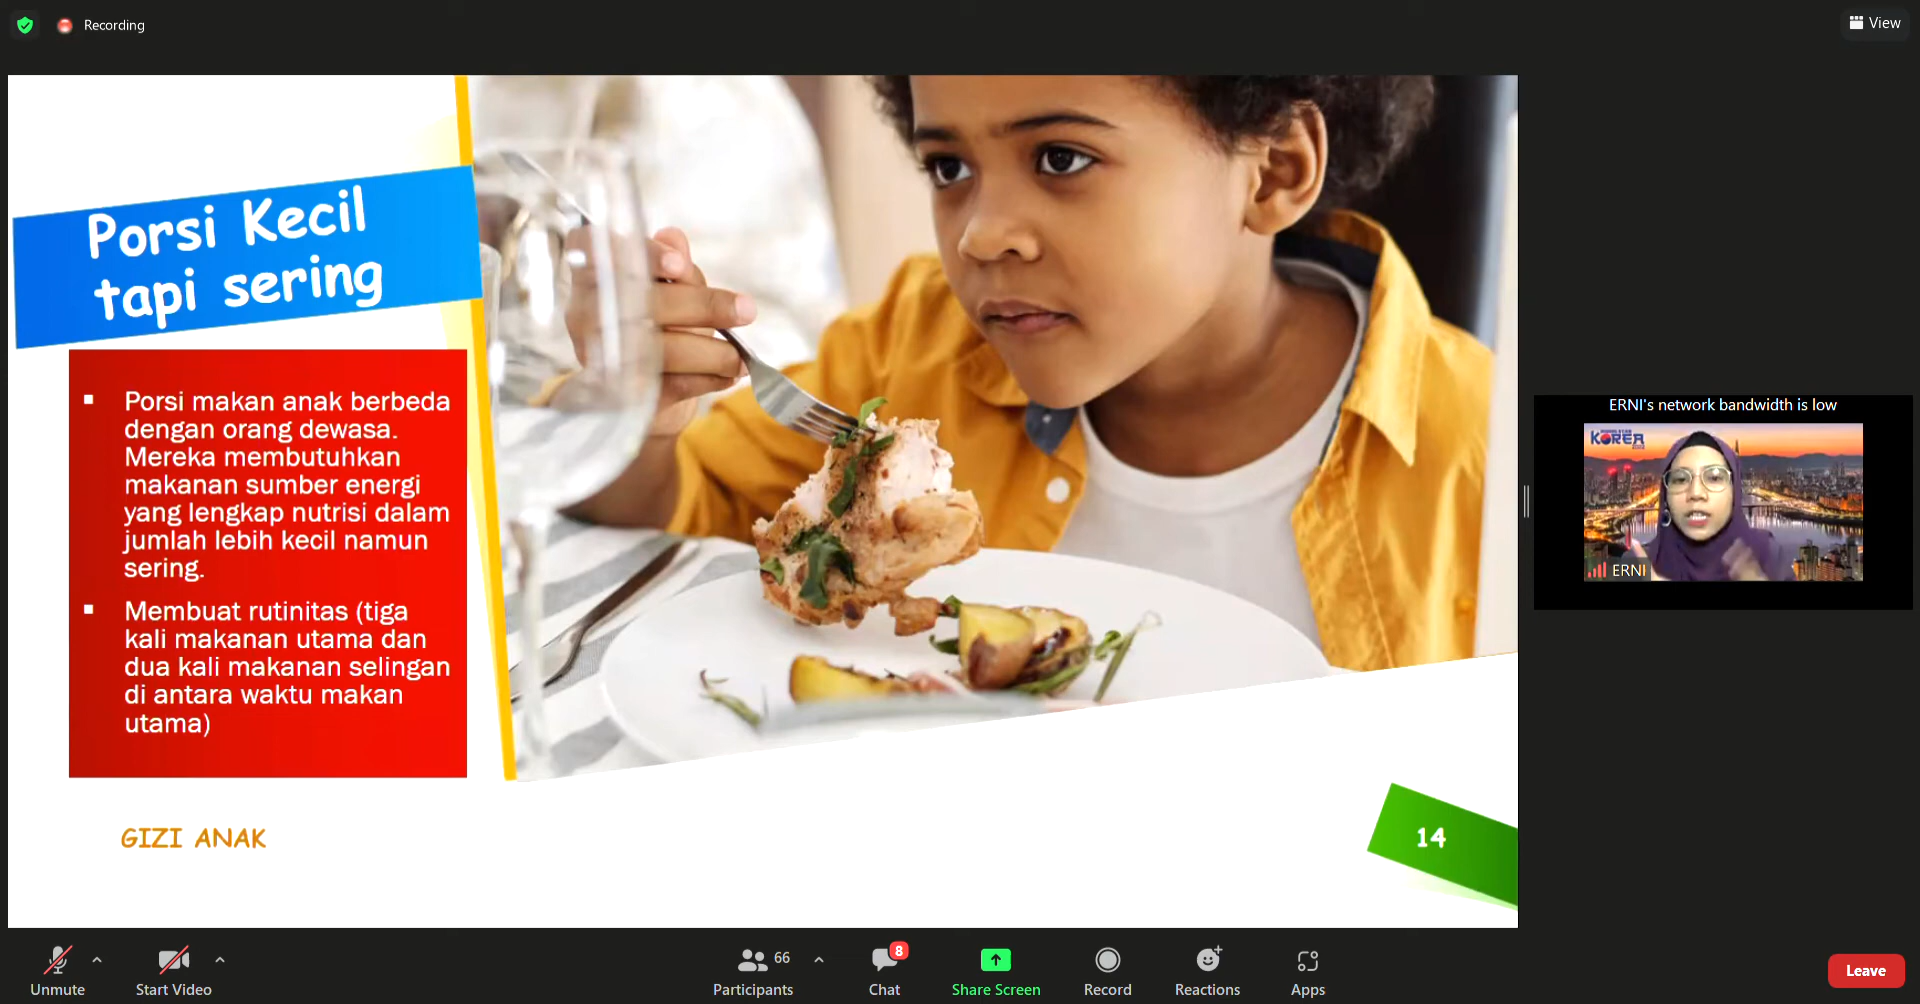 Recording
View
Porsi Kecil
tapi sering
▪ Porsi makan anak berbeda
dengan orang dewasa.
Mereka membutuhkan
makanan sumber energi
yang lengkap nutrisi dalam
jumlah lebih kecil namun
sering.
▪ Membuat rutinitas (tiga
kali makanan utama dan
dua kali makanan selingan
di antara waktu makan
utama)
GIZI ANAK
14
ERNI's network bandwidth is low
KOREA
ERNI
Unmute
Start Video
66
Participants
8
Chat
Share Screen
Record
Reactions
Apps
Leave